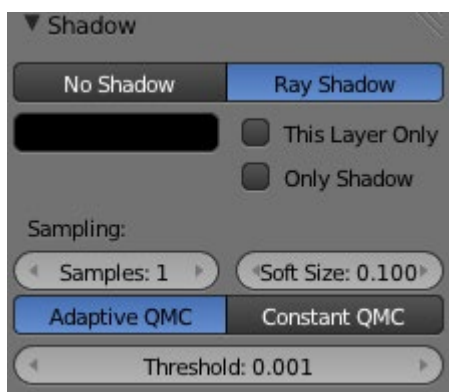 Shadow
No Shadow Ray Shadow
This Layer Only
Only Shadow
Sampling:
Samples: 1 Soft Size: 0.100
Adaptive QMC Constant QMC
Threshold: 0.001